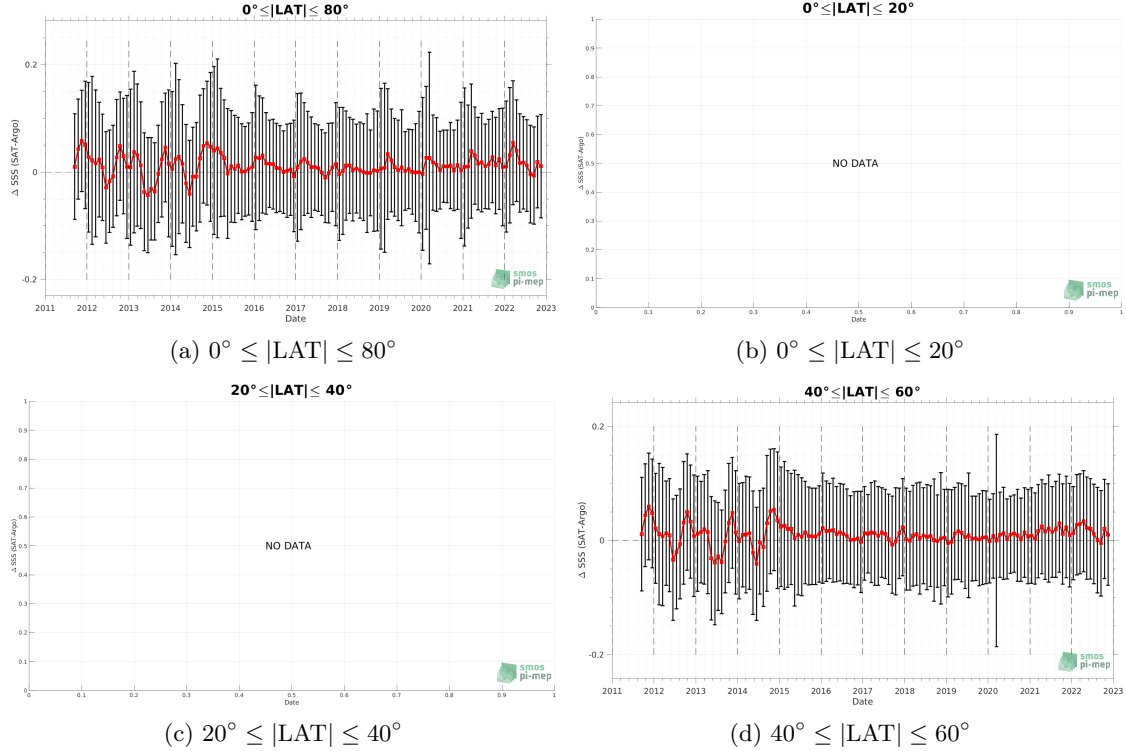 0°≤|LAT|≤ 80°
Δ SSS (SAT-Argo)
0.2
0
-0.2
2011 2012 2013 2014 2015 2016 2017 2018 2019 2020 2021 2022 2023
Date
smos
pi-mep
(a) 0° ≤ |LAT| ≤ 80°
0°≤|LAT|≤ 20°
Δ SSS (SAT-Argo)
1
0.9
0.8
0.7
0.6
0.5
0.4
0.3
0.2
0.1
0
NO DATA
0 0.1 0.2 0.3 0.4 0.5 0.6 0.7 0.8 0.9 1
Date
smos
pi-mep
(b) 0° ≤ |LAT| ≤ 20°
20°≤|LAT|≤ 40°
Δ SSS (SAT-Argo)
1
0.9
0.8
0.7
0.6
0.5
0.4
0.3
0.2
0.1
0
NO DATA
0 0.1 0.2 0.3 0.4 0.5 0.6 0.7 0.8 0.9 1
Date
smos
pi-mep
(c) 20° ≤ |LAT| ≤ 40°
40°≤|LAT|≤ 60°
Δ SSS (SAT-Argo)
0.2
0
-0.2
2011 2012 2013 2014 2015 2016 2017 2018 2019 2020 2021 2022 2023
Date
smos
pi-mep
(d) 40° ≤ |LAT| ≤ 60°